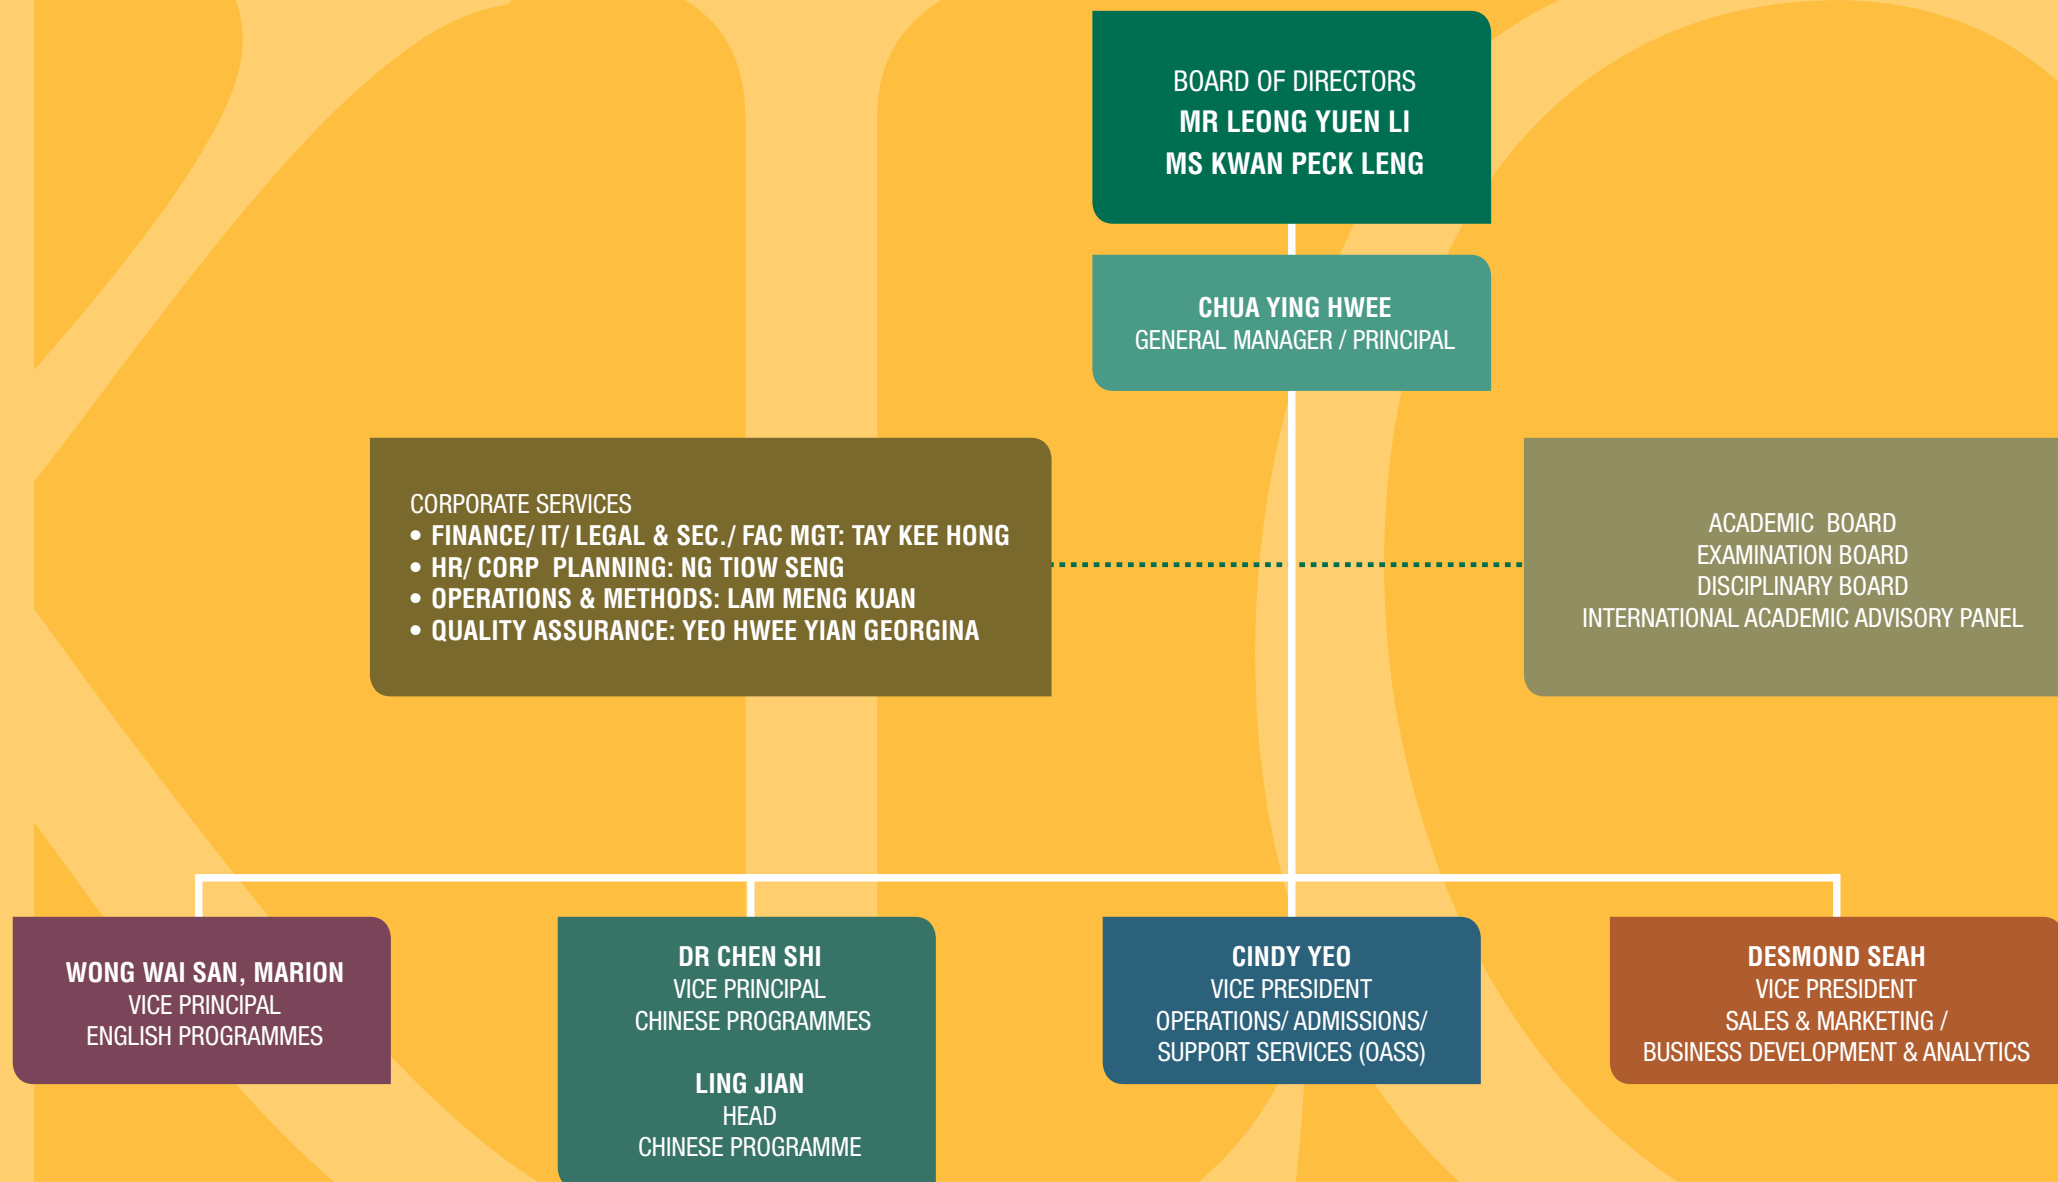 BOARD OF DIRECTORS
MR LEONG YUEN LI
MS KWAN PECK LENG
CHUA YING HWEE
GENERAL MANAGER / PRINCIPAL
CORPORATE SERVICES
• FINANCE/ IT/ LEGAL & SEC./ FAC MGT: TAY KEE HONG
• HR/ CORP PLANNING: NG TIOW SENG
• OPERATIONS & METHODS: LAM MENG KUAN
• QUALITY ASSURANCE: YEO HWEE YIAN GEORGINA
ACADEMIC BOARD
EXAMINATION BOARD
DISCIPLINARY BOARD
INTERNATIONAL ACADEMIC ADVISORY PANEL
WONG WAI SAN, MARION
VICE PRINCIPAL
ENGLISH PROGRAMMES
DR CHEN SHI
VICE PRINCIPAL
CHINESE PROGRAMMES
LING JIAN
HEAD
CHINESE PROGRAMME
CINDY YEO
VICE PRESIDENT
OPERATIONS/ ADMISSIONS/
SUPPORT SERVICES (OASS)
DESMOND SEAH
VICE PRESIDENT
SALES & MARKETING /
BUSINESS DEVELOPMENT & ANALYTICS